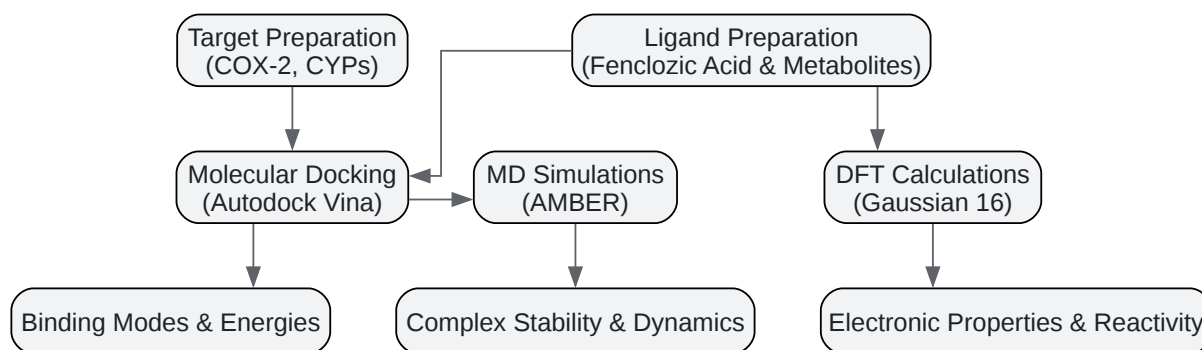 Target Preparation
(COX-2, CYPs)
Ligand Preparation
(Fenclozic Acid & Metabolites)
Molecular Docking
(Autodock Vina)
MD Simulations
(AMBER)
DFT Calculations
(Gaussian 16)
Binding Modes & Energies
Complex Stability & Dynamics
Electronic Properties & Reactivity